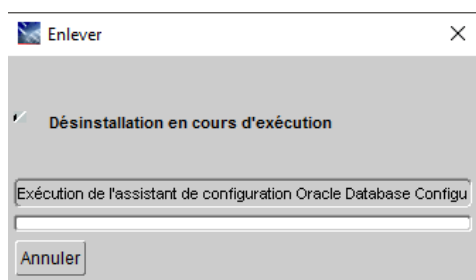 Enlever
Désinstallation en cours d'exécution
Exécution de l'assistant de configuration Oracle Database Configu
Annuler